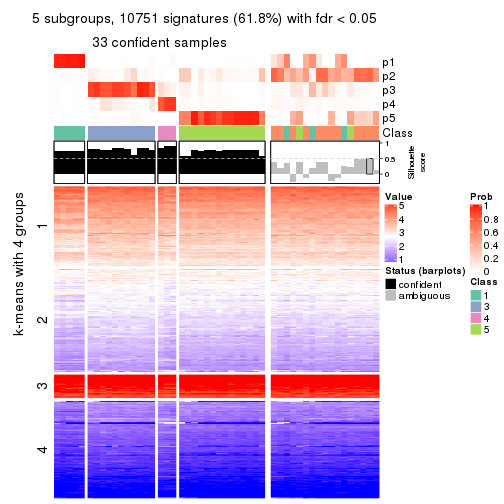 5 subgroups, 10751 signatures (61.8%) with fdr < 0.05
33 confident samples
p1
p2
p3
p4
p5
Class
1
0.5
0
Silhouette
score
k-means with 4 groups
1
2
3
4
Value
5
4
3
2
1
Status (barplots)
confident
ambiguous
Prob
1
0.8
0.6
0.4
0.2
0
Class
1
3
4
5